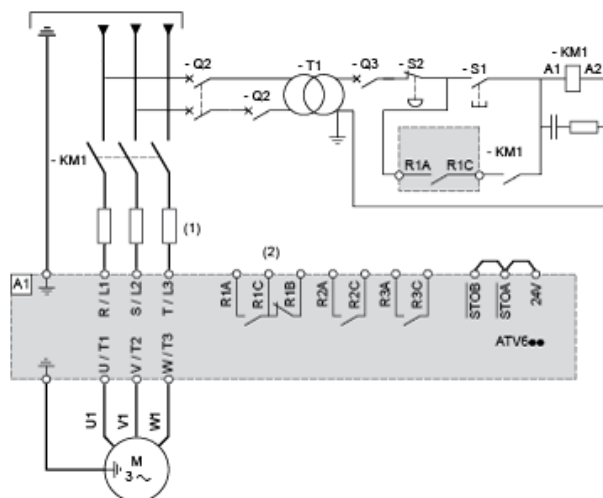 - Q2
- T1
- Q3
- S2
- S1
- KM1
A1
A2
- Q2
- KM1
R1A
R1C
- KM1
(1)
(2)
A1
R / L1
S / L2
T / L3
R1A
R1C
R1B
R2A
R2C
R3A
R3C
STOB
STOA
24V
ATV6●●
U / T1
V / T2
W / T3
U1
V1
W1
M
3 ~